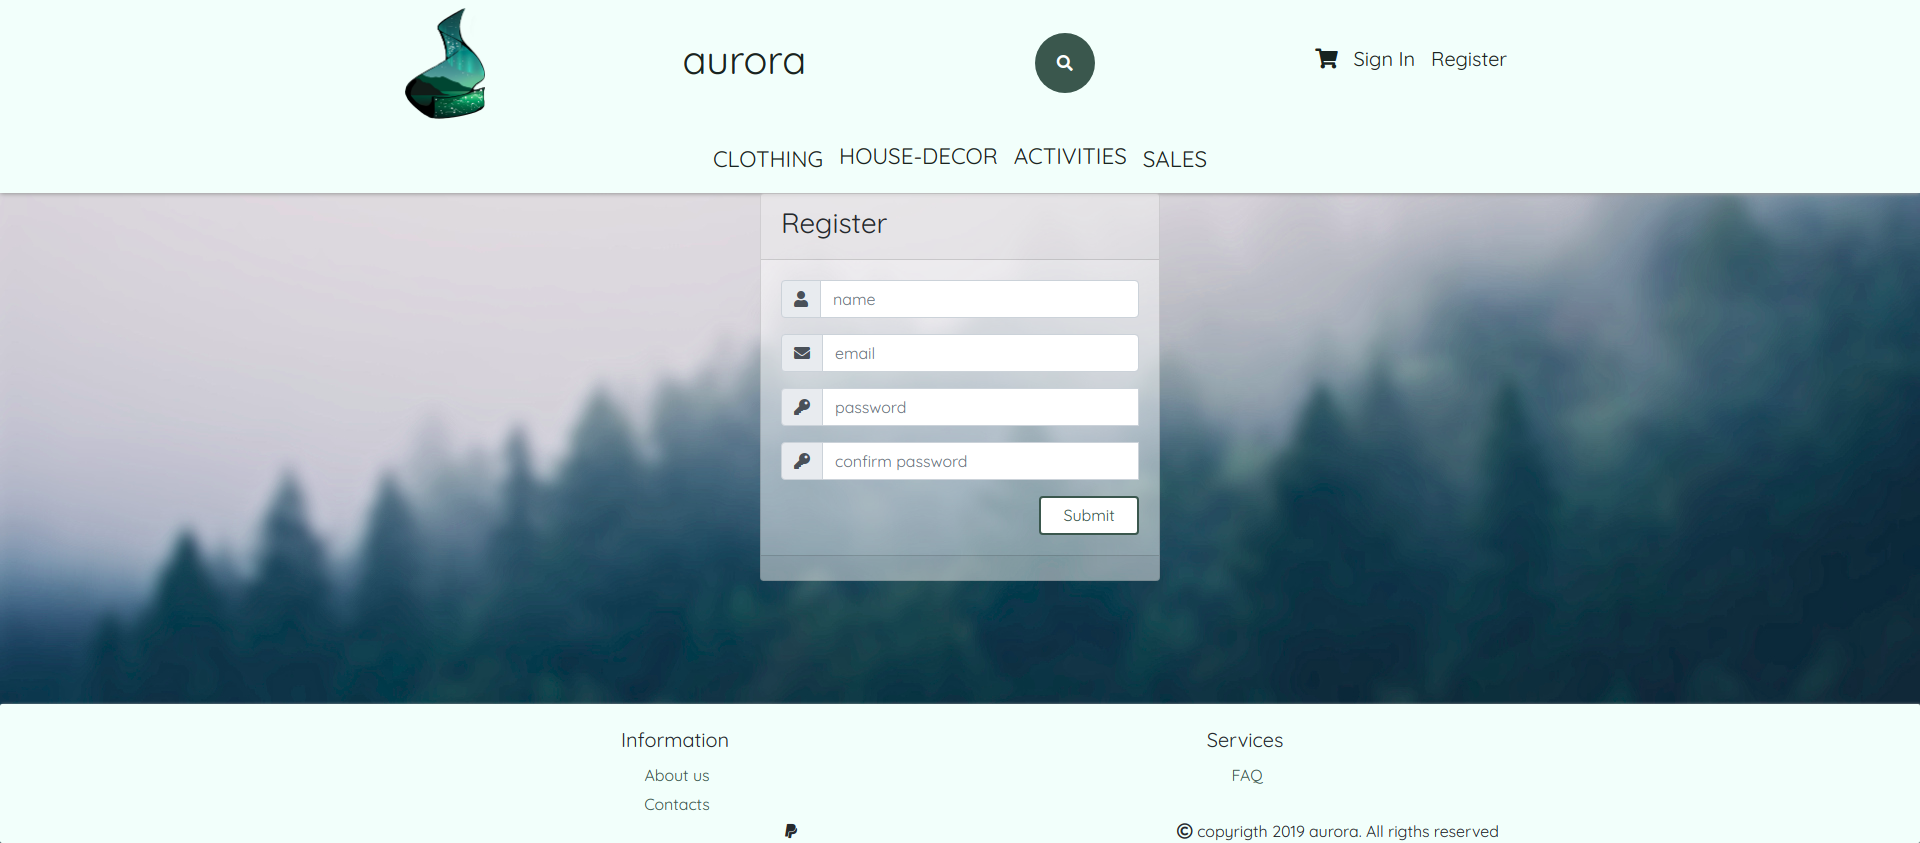 aurora
Sign In Register
CLOTHING HOUSE-DECOR ACTIVITIES SALES
Register
name
email
password
confirm password
Submit
Information
About us
Contacts
Services
FAQ
© copyrigth 2019 aurora. All rigths reserved